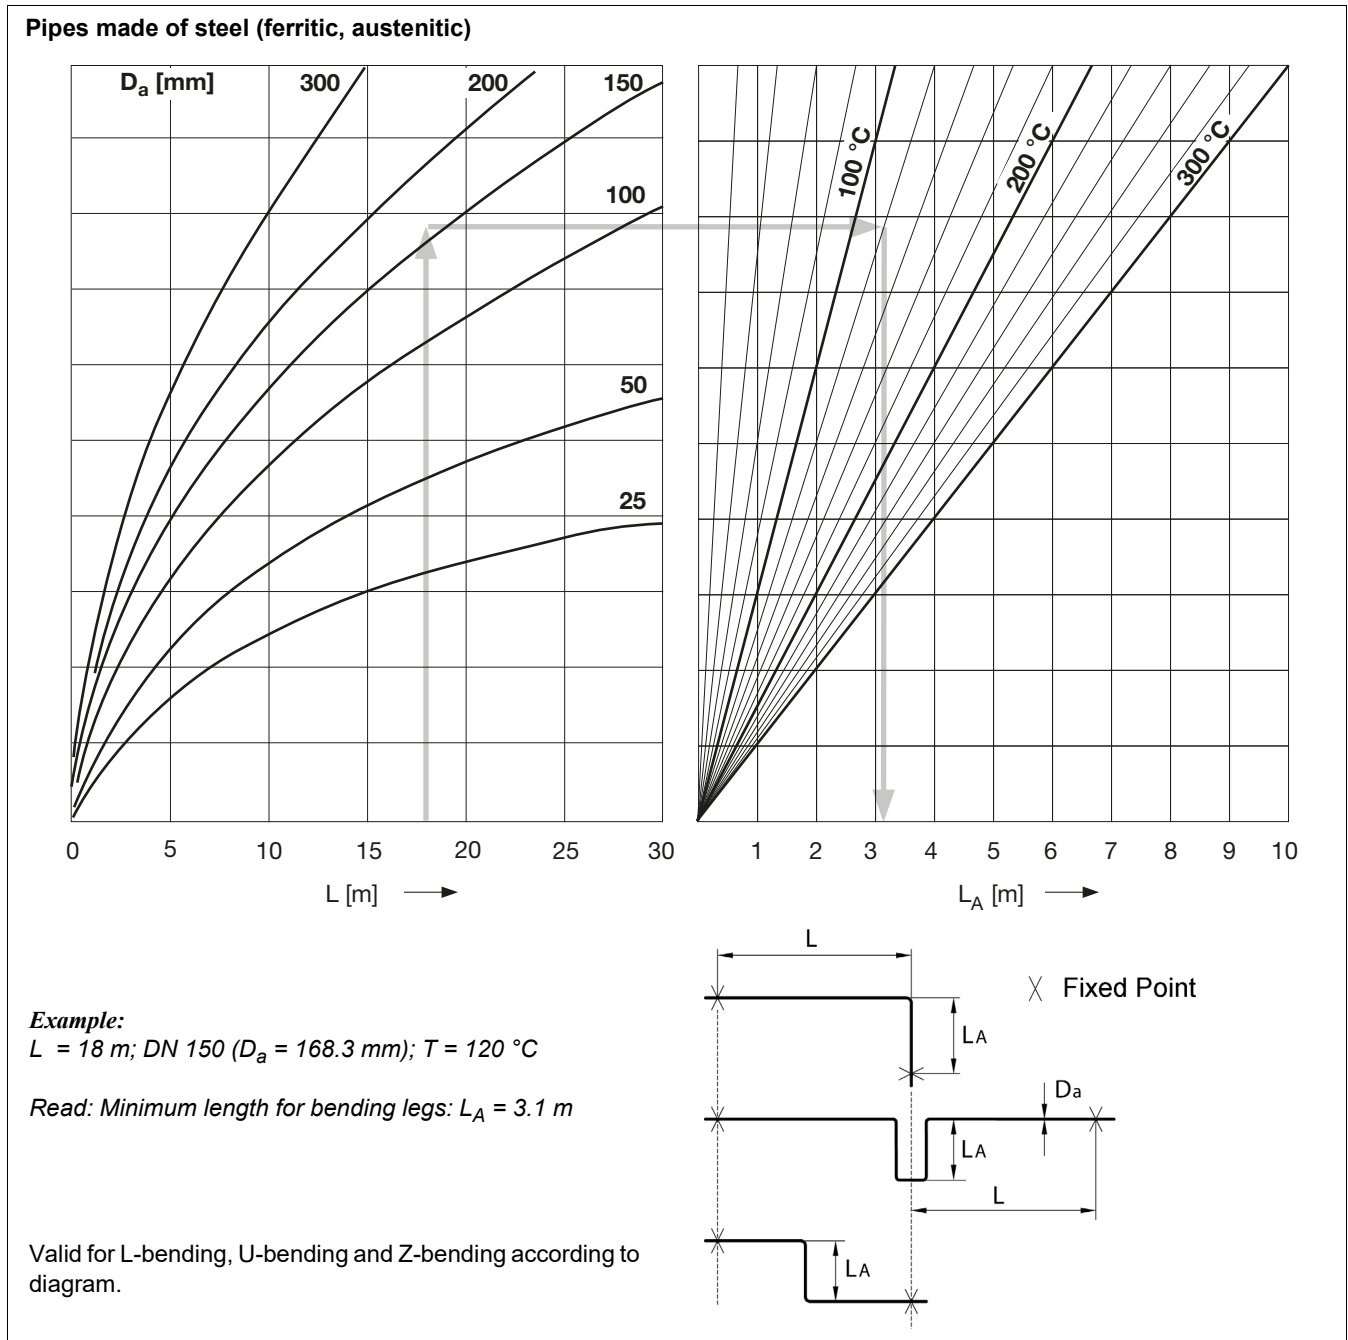 Pipes made of steel (ferritic, austenitic)
Da [mm] 300 200 150
100
50
25
100 °C 200 °C 300 °C
0 5 10 15 20 25 30
L [m]
1 2 3 4 5 6 7 8 9 10
LA [m]
L
Fixed Point
LA
Da
LA
L
LA
Example:
L = 18 m; DN 150 (Da = 168.3 mm); T = 120 °C
Read: Minimum length for bending legs: LA = 3.1 m
Valid for L-bending, U-bending and Z-bending according to
diagram.